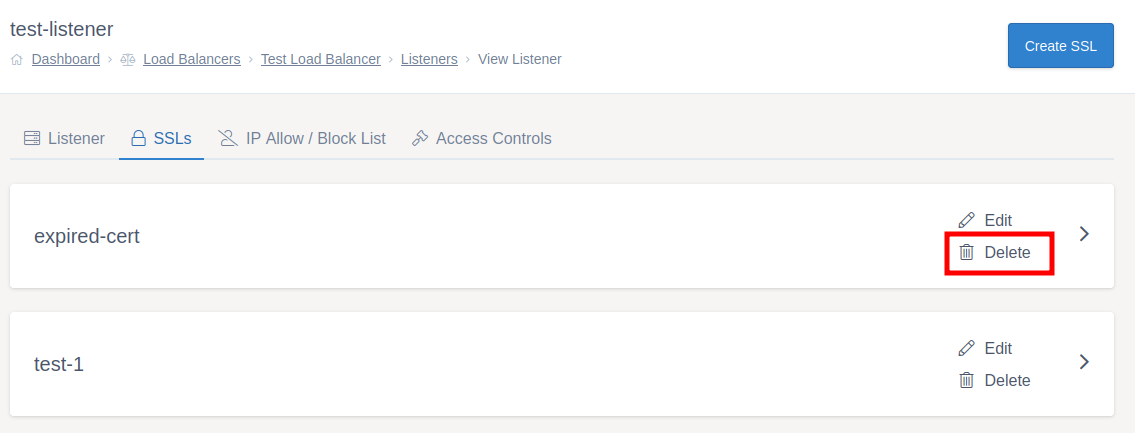 test-listener
Dashboard › Load Balancers › Test Load Balancer › Listeners › View Listener
Create SSL
Listener SSLs IP Allow / Block List Access Controls
expired-cert
Edit
Delete
test-1
Edit
Delete